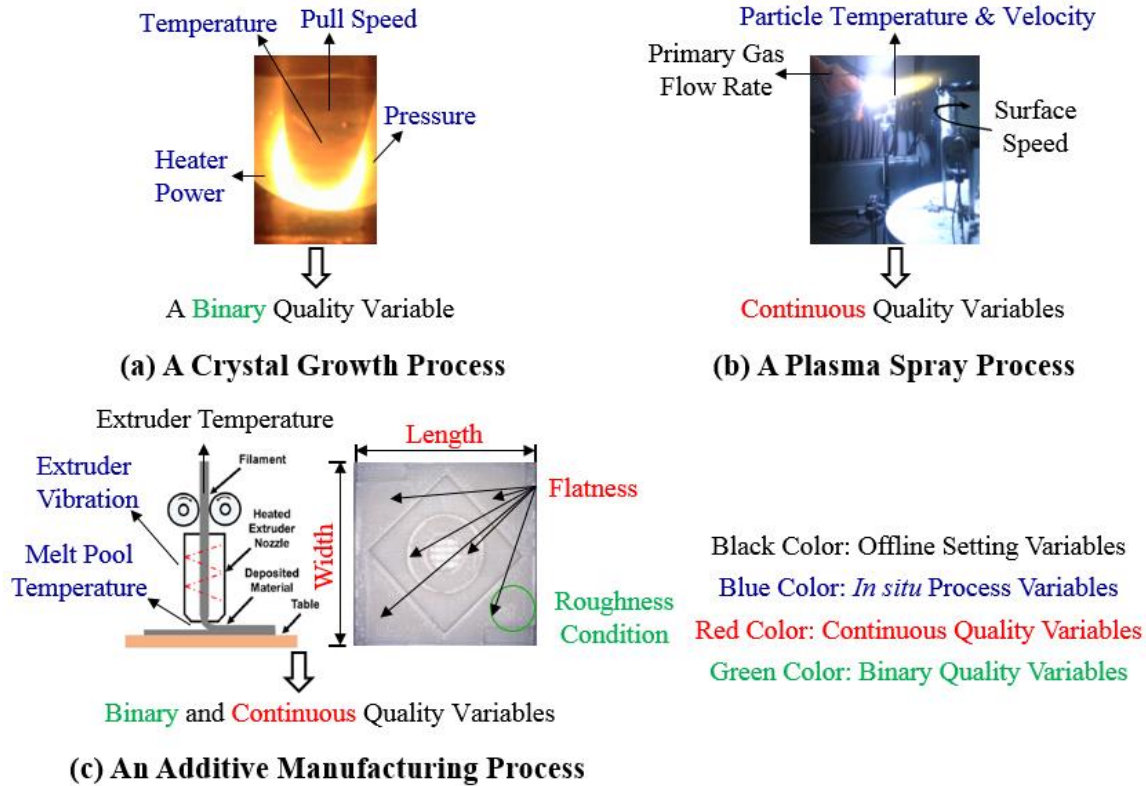 Temperature
Pull Speed
Pressure
Heater
Power
A Binary Quality Variable
(a) A Crystal Growth Process
Particle Temperature & Velocity
Primary Gas
Flow Rate
Surface
Speed
Continuous Quality Variables
(b) A Plasma Spray Process
Extruder Temperature
Extruder
Vibration
Melt Pool
Temperature
Filament
Heated
Extruder
Nozzle
Deposited
Material
Table
Length
Width
Flatness
Roughness
Condition
Binary and Continuous Quality Variables
(c) An Additive Manufacturing Process
Black Color: Offline Setting Variables
Blue Color: In situ Process Variables
Red Color: Continuous Quality Variables
Green Color: Binary Quality Variables